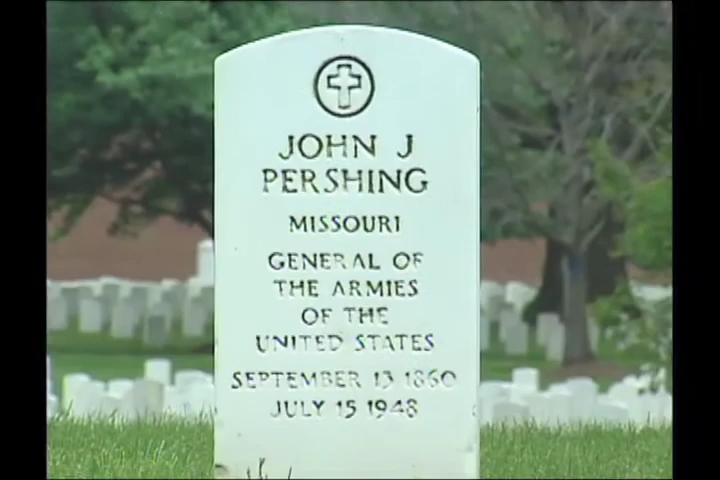 JOHN J
PERSHING
MISSOURI
GENERAL OF
THE ARMIES
OF THE
UNITED STATES
SEPTEMBER 13 1860
JULY 15 1948